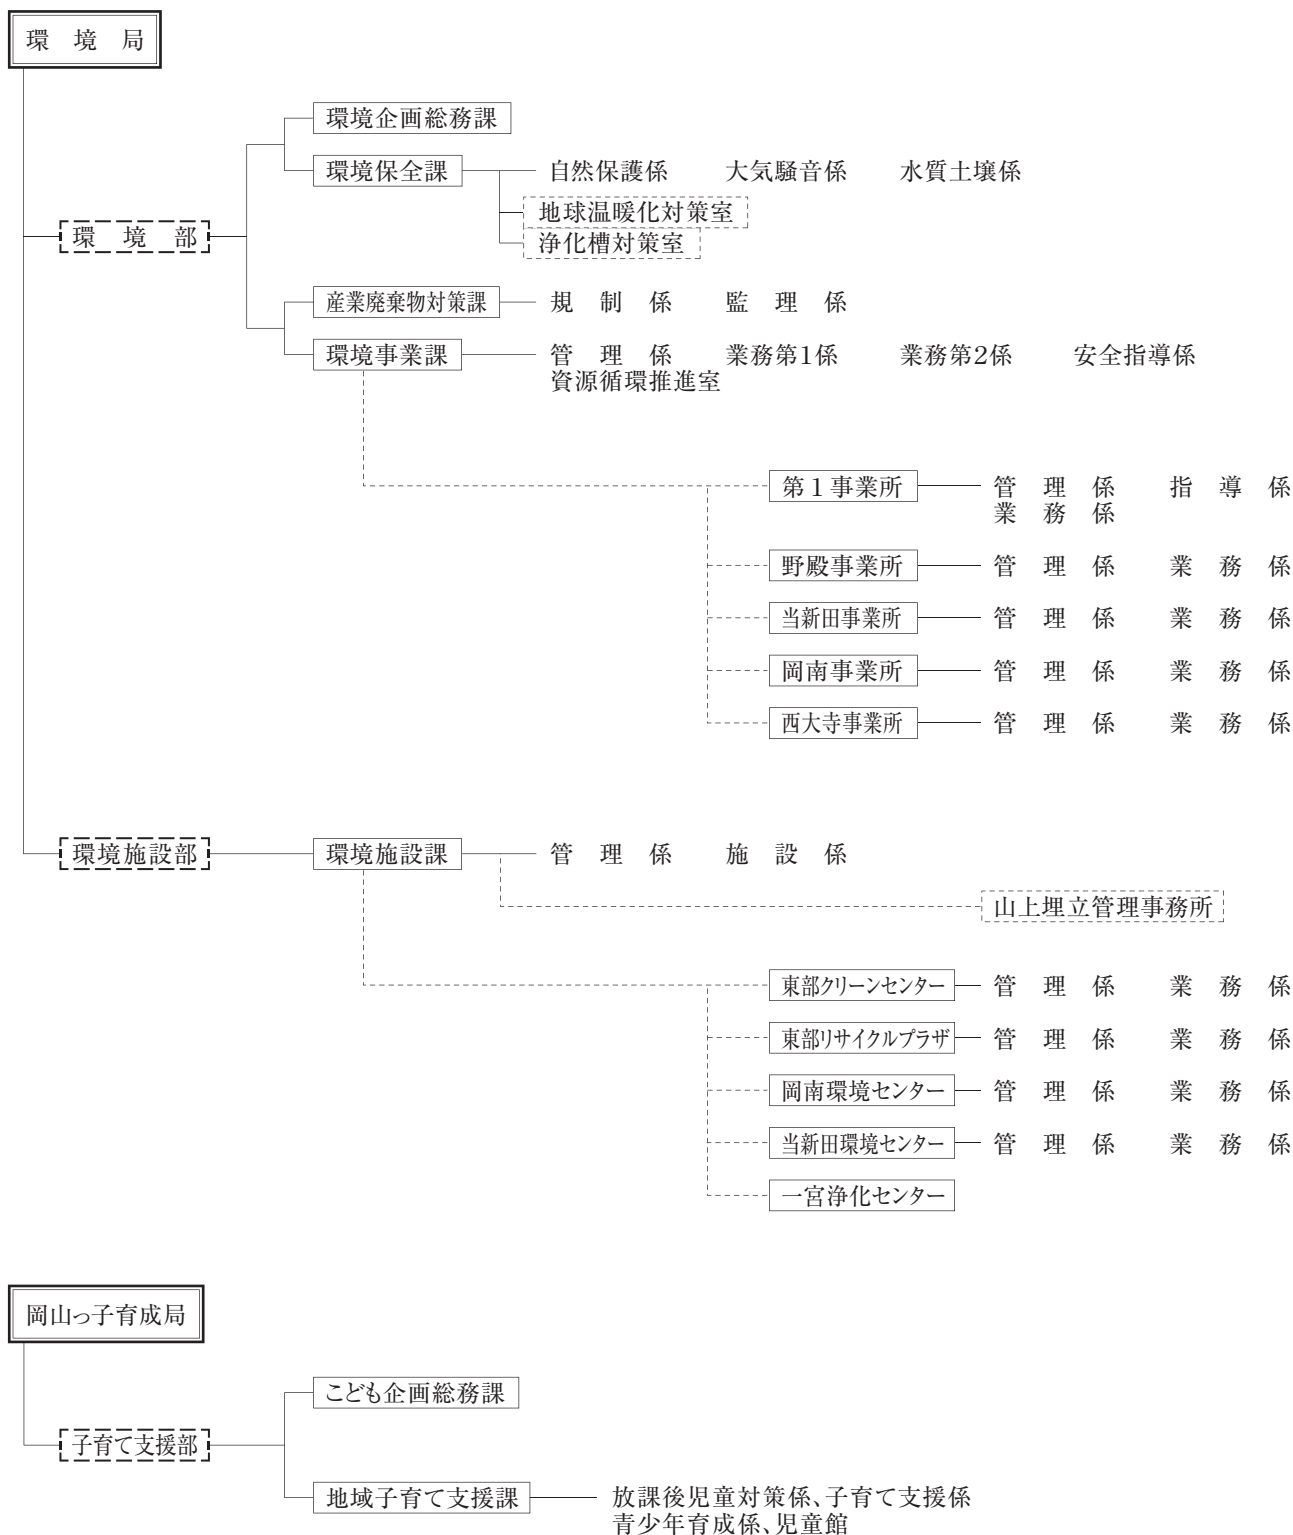 環　境　局
環境企画総務課
環境保全課　自然保護係　大気騒音係　水質土壌係
地球温暖化対策室
環　境　部
浄化槽対策室
産業廃棄物対策課　規　制　係　監　理　係
環境事業課　管　理　係　業務第1係　業務第2係　安全指導係
資源循環推進室
第1事業所　管　理　係　指　導　係
業　務　係
野殿事業所　管　理　係　業　務　係
当新田事業所　管　理　係　業　務　係
岡南事業所　管　理　係　業　務　係
西大寺事業所　管　理　係　業　務　係
環境施設部　環境施設課　管　理　係　施　設　係
山上埋立管理事務所
東部クリーンセンター　管　理　係　業　務　係
東部リサイクルプラザ　管　理　係　業　務　係
岡南環境センター　管　理　係　業　務　係
当新田環境センター　管　理　係　業　務　係
一宮浄化センター
岡山っ子育成局
こども企画総務課
子育て支援部
地域子育て支援課　放課後児童対策係、子育て支援係
青少年育成係、児童館